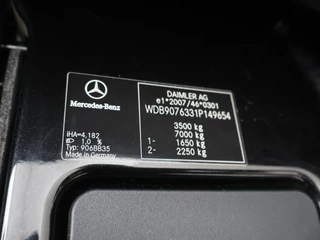 Mercedes-Benz
IHA=4,182
1,0 %
Typ: 906BB35
Made in Germany
DAIMLER AG
e1*2007/46*0301
WDB9076331P149654
3500 kg
7000 kg
1- 1650 kg
2- 2250 kg